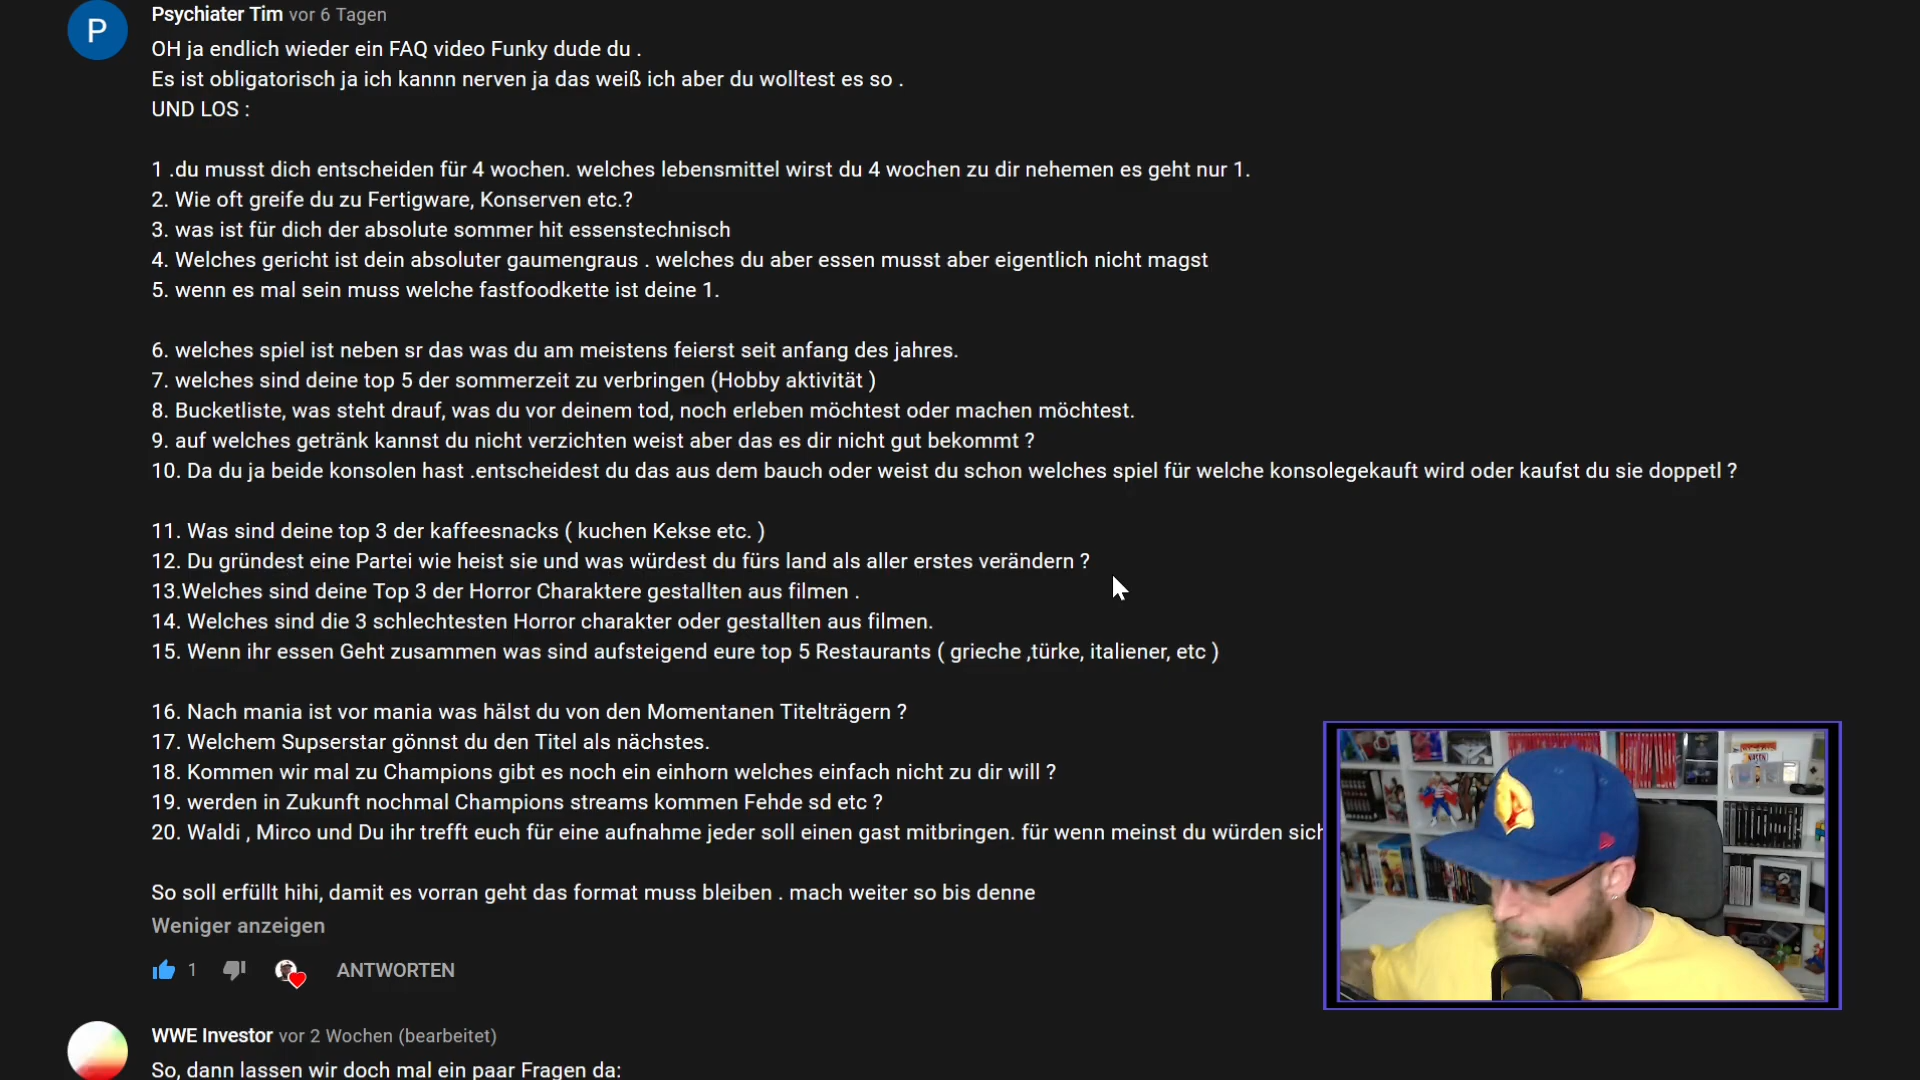 P
Psychiater Tim vor 6 Tagen
OH ja endlich wieder ein FAQ video Funky dude du .
Es ist obligatorisch ja ich kannn nerven ja das weiß ich aber du wolltest es so .
UND LOS :
1 .du musst dich entscheiden für 4 wochen. welches lebensmittel wirst du 4 wochen zu dir nehemen es geht nur 1.
2. Wie oft greife du zu Fertigware, Konserven etc.?
3. was ist für dich der absolute sommer hit essenstechnisch
4. Welches gericht ist dein absoluter gaumengraus . welches du aber essen musst aber eigentlich nicht magst
5. wenn es mal sein muss welche fastfoodkette ist deine 1.
6. welches spiel ist neben sr das was du am meistens feierst seit anfang des jahres.
7. welches sind deine top 5 der sommerzeit zu verbringen (Hobby aktivität )
8. Bucketliste, was steht drauf, was du vor deinem tod, noch erleben möchtest oder machen möchtest.
9. auf welches getränk kannst du nicht verzichten weist aber das es dir nicht gut bekommt ?
10. Da du ja beide konsolen hast .entscheidest du das aus dem bauch oder weist du schon welches spiel für welche konsolegekauft wird oder kaufst du sie doppetl ?
11. Was sind deine top 3 der kaffeesnacks ( kuchen Kekse etc. )
12. Du gründest eine Partei wie heist sie und was würdest du fürs land als aller erstes verändern ?
13.Welches sind deine Top 3 der Horror Charaktere gestallten aus filmen .
14. Welches sind die 3 schlechtesten Horror charakter oder gestallten aus filmen.
15. Wenn ihr essen Geht zusammen was sind aufsteigend eure top 5 Restaurants ( grieche ,türke, italiener, etc )
16. Nach mania ist vor mania was hälst du von den Momentanen Titelträgern ?
17. Welchem Supserstar gönnst du den Titel als nächstes.
18. Kommen wir mal zu Champions gibt es noch ein einhorn welches einfach nicht zu dir will ?
19. werden in Zukunft nochmal Champions streams kommen Fehde sd etc ?
20. Waldi , Mirco und Du ihr trefft euch für eine aufnahme jeder soll einen gast mitbringen. für wenn meinst du würden sich
So soll erfüllt hihi, damit es vorran geht das format muss bleiben . mach weiter so bis denne
Weniger anzeigen
1 ANTWORTEN
WWE Investor vor 2 Wochen (bearbeitet)
So, dann lassen wir doch mal ein paar Fragen da: